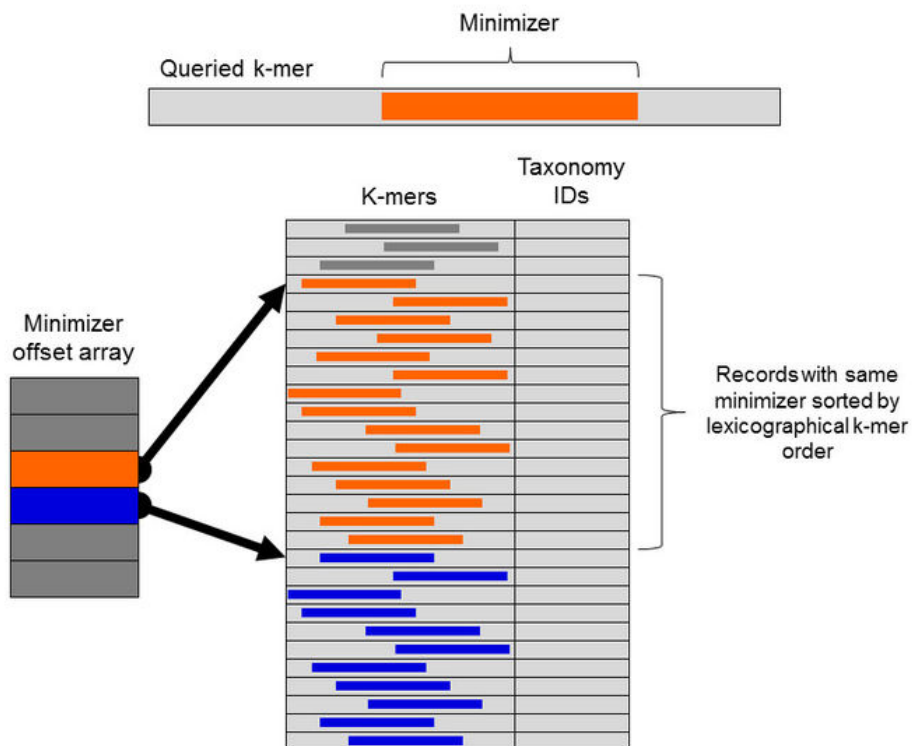 Minimizer
Queried k-mer
Taxonomy
IDs
K-mers
Minimizer
offset array
Records with same
minimizer sorted by
lexicographical k-mer
order